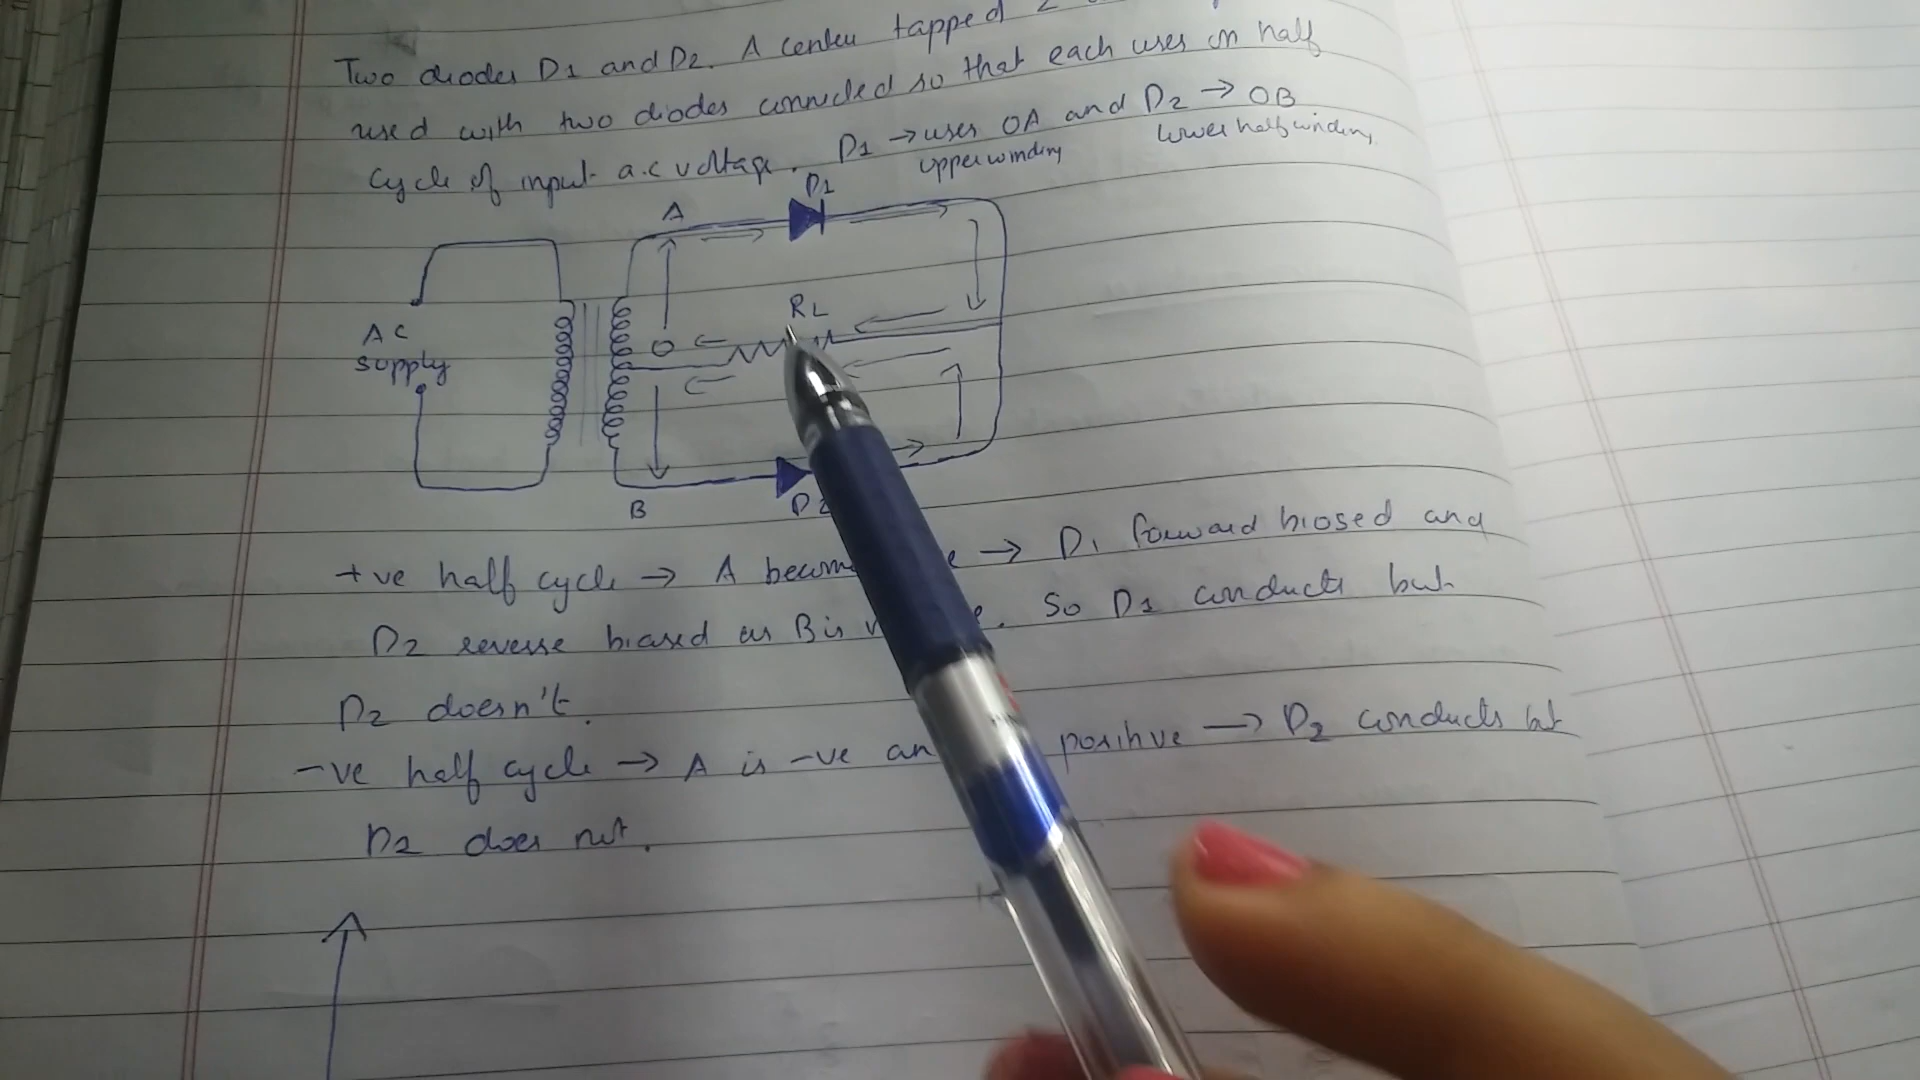 Two diodes D1 and D2. A center tapped 2
used with two diodes connected so that each uses on half
cycle of input a.c voltage. D1 → uses OA and D2 → OB
upper winding lower half winding
A D1
RL
AC
supply
O
B D2
+ve half cycle → A becom → D1 forward biased and
D2 reverse biased as B is So D1 conducts but
D2 doesn't.
-ve half cycle → A is -ve an positive → D2 conducts but
D2 does not.